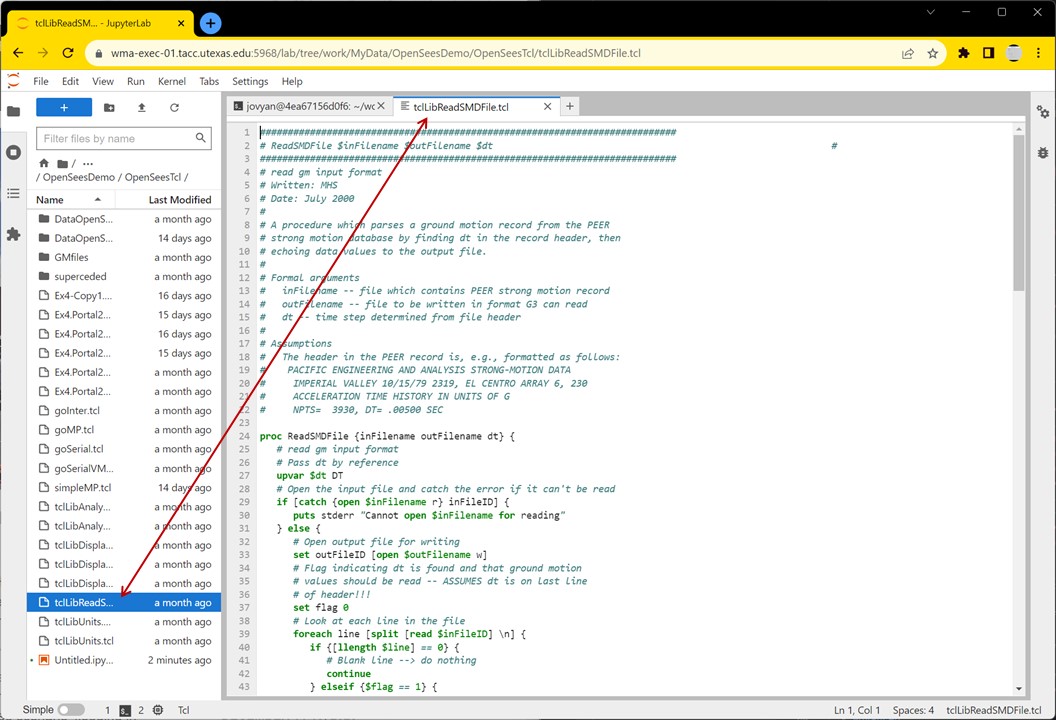 tclLibReadSM... - JupyterLab
wma-exec-01.tacc.utexas.edu:5968/lab/tree/work/MyData/OpenSeesDemo/OpenSeesTcl/tclLibReadSMDFile.tcl
File Edit View Run Kernel Tabs Settings Help
jovyan@4ea67156d0f6: ~/wc
tclLibReadSMDFile.tcl
Filter files by name
/ ...
/ OpenSeesDemo / OpenSeesTcl /
Name Last Modified
DataOpenS... a month ago
DataOpenS... 14 days ago
GMfiles a month ago
superceded a month ago
Ex4-Copy1.... 16 days ago
Ex4.Portal2... 15 days ago
Ex4.Portal2... 16 days ago
Ex4.Portal2... 15 days ago
Ex4.Portal2... a month ago
Ex4.Portal2... a month ago
goInter.tcl a month ago
goMP.tcl a month ago
goSerial.tcl a month ago
goSerialVM... a month ago
simpleMP.tcl 14 days ago
tclLibAnaly... a month ago
tclLibAnaly... a month ago
tclLibDispla... a month ago
tclLibDispla... a month ago
tclLibDispla... a month ago
tclLibReadS... a month ago
tclLibUnits.... a month ago
tclLibUnits.tcl a month ago
Untitled.ipy... 2 minutes ago
1 ###########################################################################
2 # ReadSMDFile $inFilename $outFilename $dt #
3 ###########################################################################
4 # read gm input format
5 # Written: MHS
6 # Date: July 2000
7 #
8 # A procedure which parses a ground motion record from the PEER
9 # strong motion database by finding dt in the record header, then
10 # echoing data values to the output file.
11 #
12 # Formal arguments
13 # inFilename -- file which contains PEER strong motion record
14 # outFilename -- file to be written in format G3 can read
15 # dt -- time step determined from file header
16 #
17 # Assumptions
18 # The header in the PEER record is, e.g., formatted as follows:
19 # PACIFIC ENGINEERING AND ANALYSIS STRONG-MOTION DATA
20 # IMPERIAL VALLEY 10/15/79 2319, EL CENTRO ARRAY 6, 230
21 # ACCELERATION TIME HISTORY IN UNITS OF G
22 # NPTS= 3930, DT= .00500 SEC
23
24 proc ReadSMDFile {inFilename outFilename dt} {
25 # read gm input format
26 # Pass dt by reference
27 upvar $dt DT
28 # Open the input file and catch the error if it can't be read
29 if [catch {open $inFilename r} inFileID] {
30 puts stderr "Cannot open $inFilename for reading"
31 } else {
32 # Open output file for writing
33 set outFileID [open $outFilename w]
34 # Flag indicating dt is found and that ground motion
35 # values should be read -- ASSUMES dt is on last line
36 # of header!!!
37 set flag 0
38 # Look at each line in the file
39 foreach line [split [read $inFileID] \n] {
40 if {[llength $line] == 0} {
41 # Blank line --> do nothing
42 continue
43 } elseif {$flag == 1} {
Simple 1 2 Tcl Ln 1, Col 1 Spaces: 4 tclLibReadSMDFile.tcl